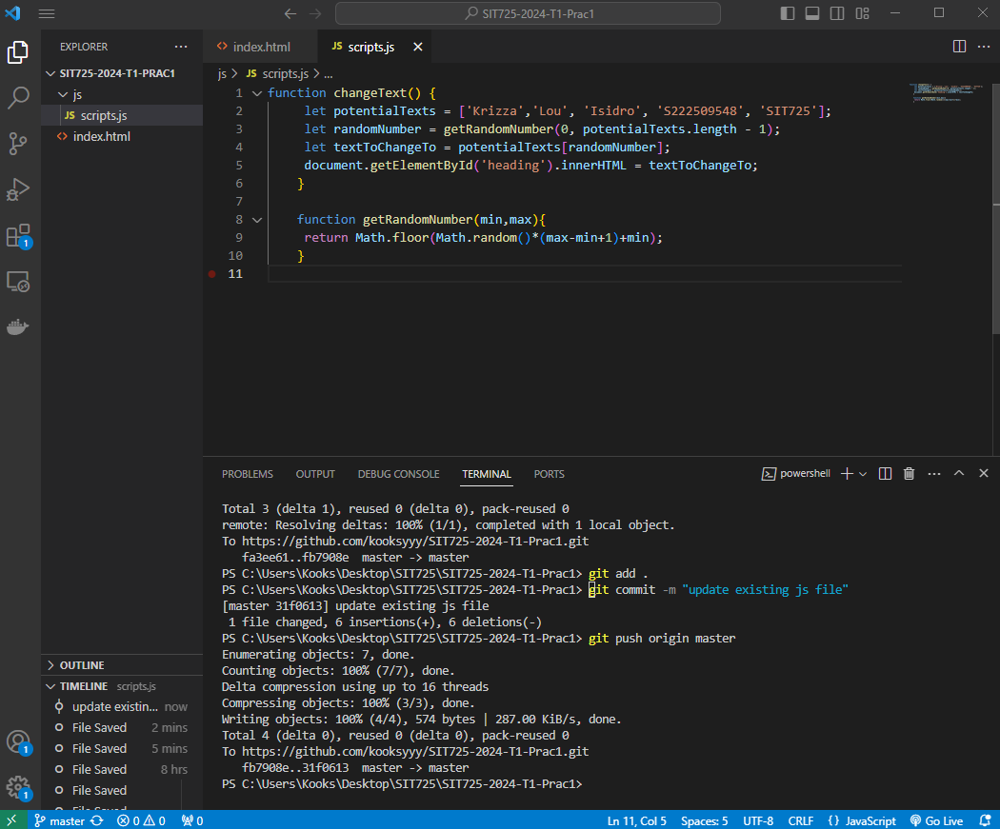 SIT725-2024-T1-Prac1
EXPLORER
SIT725-2024-T1-PRAC1
js
JS scripts.js
index.html
index.html
JS scripts.js
js > JS scripts.js > ...
1 function changeText() {
2 let potentialTexts = ['Krizza','Lou', 'Isidro', 'S222509548', 'SIT725'];
3 let randomNumber = getRandomNumber(0, potentialTexts.length - 1);
4 let textToChangeTo = potentialTexts[randomNumber];
5 document.getElementById('heading').innerHTML = textToChangeTo;
6 }
7
8 function getRandomNumber(min,max){
9 return Math.floor(Math.random()*(max-min+1)+min);
10 }
11
PROBLEMS OUTPUT DEBUG CONSOLE TERMINAL PORTS
powershell
Total 3 (delta 1), reused 0 (delta 0), pack-reused 0
remote: Resolving deltas: 100% (1/1), completed with 1 local object.
To https://github.com/kooksyyy/SIT725-2024-T1-Prac1.git
fa3ee61..fb7908e master -> master
PS C:\Users\Kooks\Desktop\SIT725\SIT725-2024-T1-Prac1> git add .
PS C:\Users\Kooks\Desktop\SIT725\SIT725-2024-T1-Prac1> git commit -m "update existing js file"
[master 31f0613] update existing js file
1 file changed, 6 insertions(+), 6 deletions(-)
PS C:\Users\Kooks\Desktop\SIT725\SIT725-2024-T1-Prac1> git push origin master
Enumerating objects: 7, done.
Counting objects: 100% (7/7), done.
Delta compression using up to 16 threads
Compressing objects: 100% (3/3), done.
Writing objects: 100% (4/4), 574 bytes | 287.00 KiB/s, done.
Total 4 (delta 0), reused 0 (delta 0), pack-reused 0
To https://github.com/kooksyyy/SIT725-2024-T1-Prac1.git
fb7908e..31f0613 master -> master
PS C:\Users\Kooks\Desktop\SIT725\SIT725-2024-T1-Prac1>
OUTLINE
TIMELINE scripts.js
update existin... now
File Saved 2 mins
File Saved 5 mins
File Saved 8 hrs
File Saved
File Saved
1
1
1
master 0 0 0
Ln 11, Col 5 Spaces: 5 UTF-8 CRLF {} JavaScript Go Live